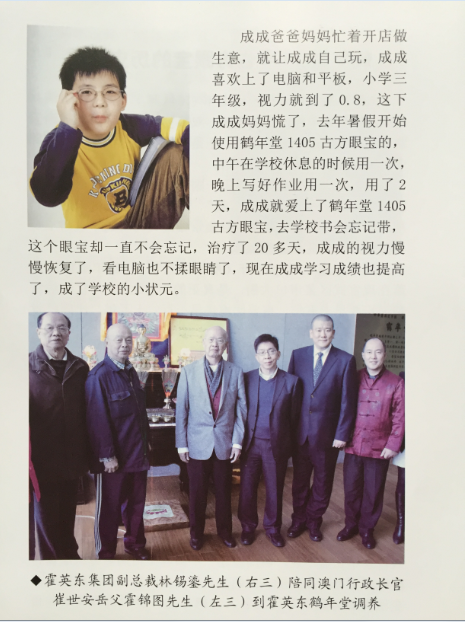 成成爸爸妈妈忙着开店做
生意，就让成成自己玩，成成
喜欢上了电脑和平板，小学三
年级，视力就到了0.8，这下
成成妈妈慌了，去年暑假开始
使用鹤年堂1405古方眼宝的，
中午在学校休息的时候用一次，
晚上写好作业用一次，用了2
天，成成就爱上了鹤年堂1405
古方眼宝，去学校书会忘记带，
这个眼宝却一直不会忘记，治疗了20多天，成成的视力慢
慢恢复了，看电脑也不揉眼睛了，现在成成学习成绩也提高
了，成了学校的小状元。
◆霍英东集团副总裁林锡鎏先生（右三）陪同澳门行政长官
崔世安岳父霍锦图先生（左三）到霍英东鹤年堂调养